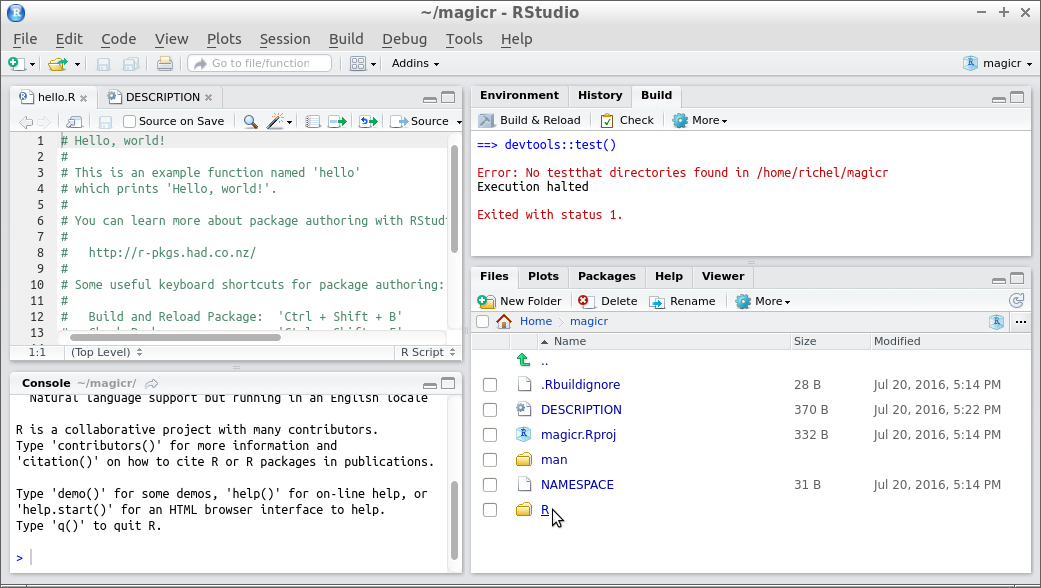 ~/magicr - RStudio
File Edit Code View Plots Session Build Debug Tools Help
Go to file/function Addins magicr
hello.R DESCRIPTION
Source on Save Source
1 # Hello, world!
2 #
3 # This is an example function named 'hello'
4 # which prints 'Hello, world!'.
5 #
6 # You can learn more about package authoring with RStud
7 #
8 # http://r-pkgs.had.co.nz/
9 #
10 # Some useful keyboard shortcuts for package authoring:
11 #
12 # Build and Reload Package: 'Ctrl + Shift + B'
13 #
1:1 (Top Level) R Script
Console ~/magicr/
Natural language support but running in an English locale
R is a collaborative project with many contributors.
Type 'contributors()' for more information and
'citation()' on how to cite R or R packages in publications.
Type 'demo()' for some demos, 'help()' for on-line help, or
'help.start()' for an HTML browser interface to help.
Type 'q()' to quit R.
>
Environment History Build
Build & Reload Check More
==> devtools::test()
Error: No testthat directories found in /home/richel/magicr
Execution halted
Exited with status 1.
Files Plots Packages Help Viewer
New Folder Delete Rename More
Home magicr ...
Name Size Modified
..
.Rbuildignore 28 B Jul 20, 2016, 5:14 PM
DESCRIPTION 370 B Jul 20, 2016, 5:22 PM
magicr.Rproj 332 B Jul 20, 2016, 5:14 PM
man
NAMESPACE 31 B Jul 20, 2016, 5:14 PM
R